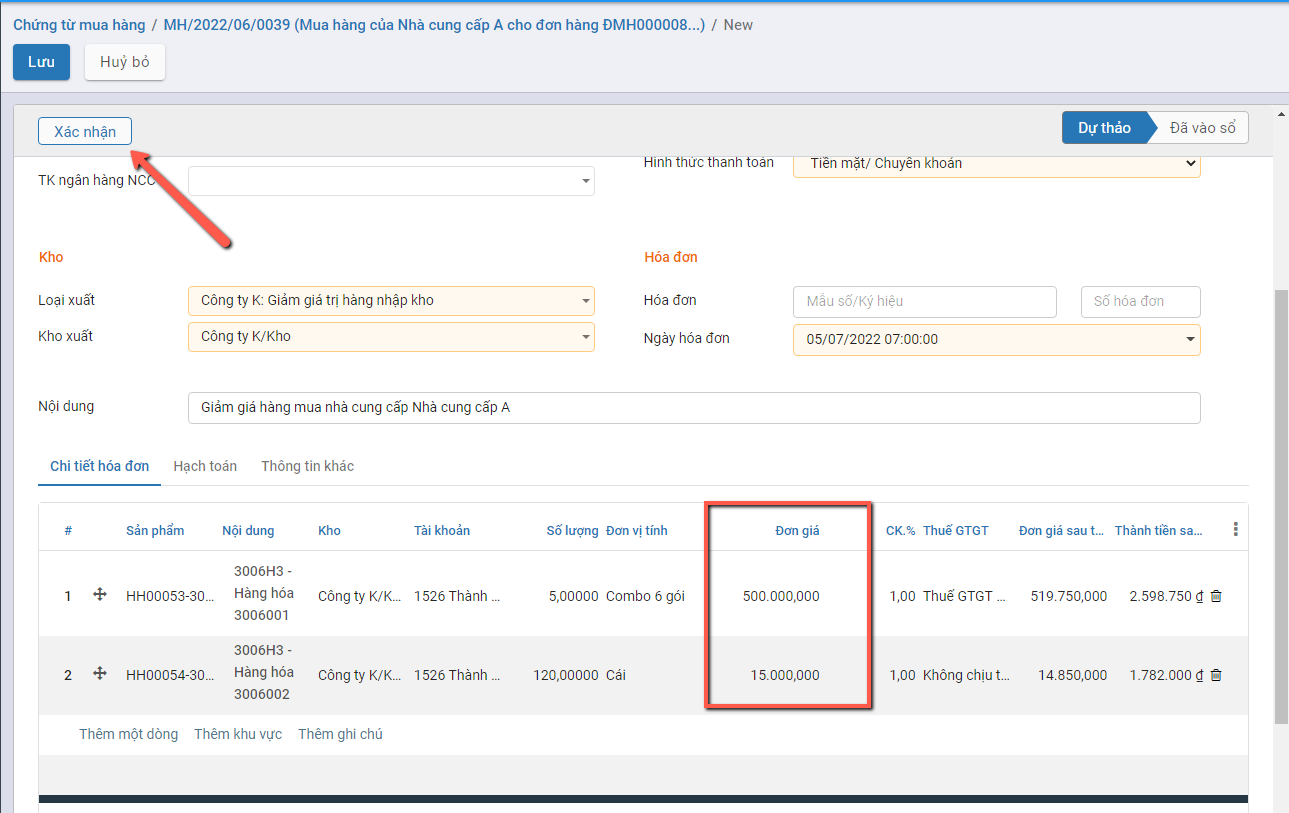 Chứng từ mua hàng / MH/2022/06/0039 (Mua hàng của Nhà cung cấp A cho đơn hàng ĐMH000008...) / New
Lưu Huỷ bỏ
Xác nhận Dự thảo Đã vào sổ
Hình thức thanh toán Tiền mặt/ Chuyên khoán
TK ngân hàng NCC
Kho Hóa đơn
Loại xuất Công ty K: Giảm giá trị hàng nhập kho Hóa đơn Mẫu số/Ký hiệu Số hóa đơn
Kho xuất Công ty K/Kho Ngày hóa đơn 05/07/2022 07:00:00
Nội dung Giảm giá hàng mua nhà cung cấp Nhà cung cấp A
Chi tiết hóa đơn Hạch toán Thông tin khác
# Sản phẩm Nội dung Kho Tài khoản Số lượng Đơn vị tính Đơn giá CK.% Thuế GTGT Đơn giá sau t... Thành tiền sa...
3006H3 -
1 HH00053-30... Hàng hóa Công ty K/K... 1526 Thành ... 5,00000 Combo 6 gói 500.000,000 1,00 Thuế GTGT ... 519.750,000 2.598.750 ₫
3006001
3006H3 -
2 HH00054-30... Hàng hóa Công ty K/K... 1526 Thành ... 120,00000 Cái 15.000,000 1,00 Không chịu t... 14.850,000 1.782.000 ₫
3006002
Thêm một dòng Thêm khu vực Thêm ghi chú